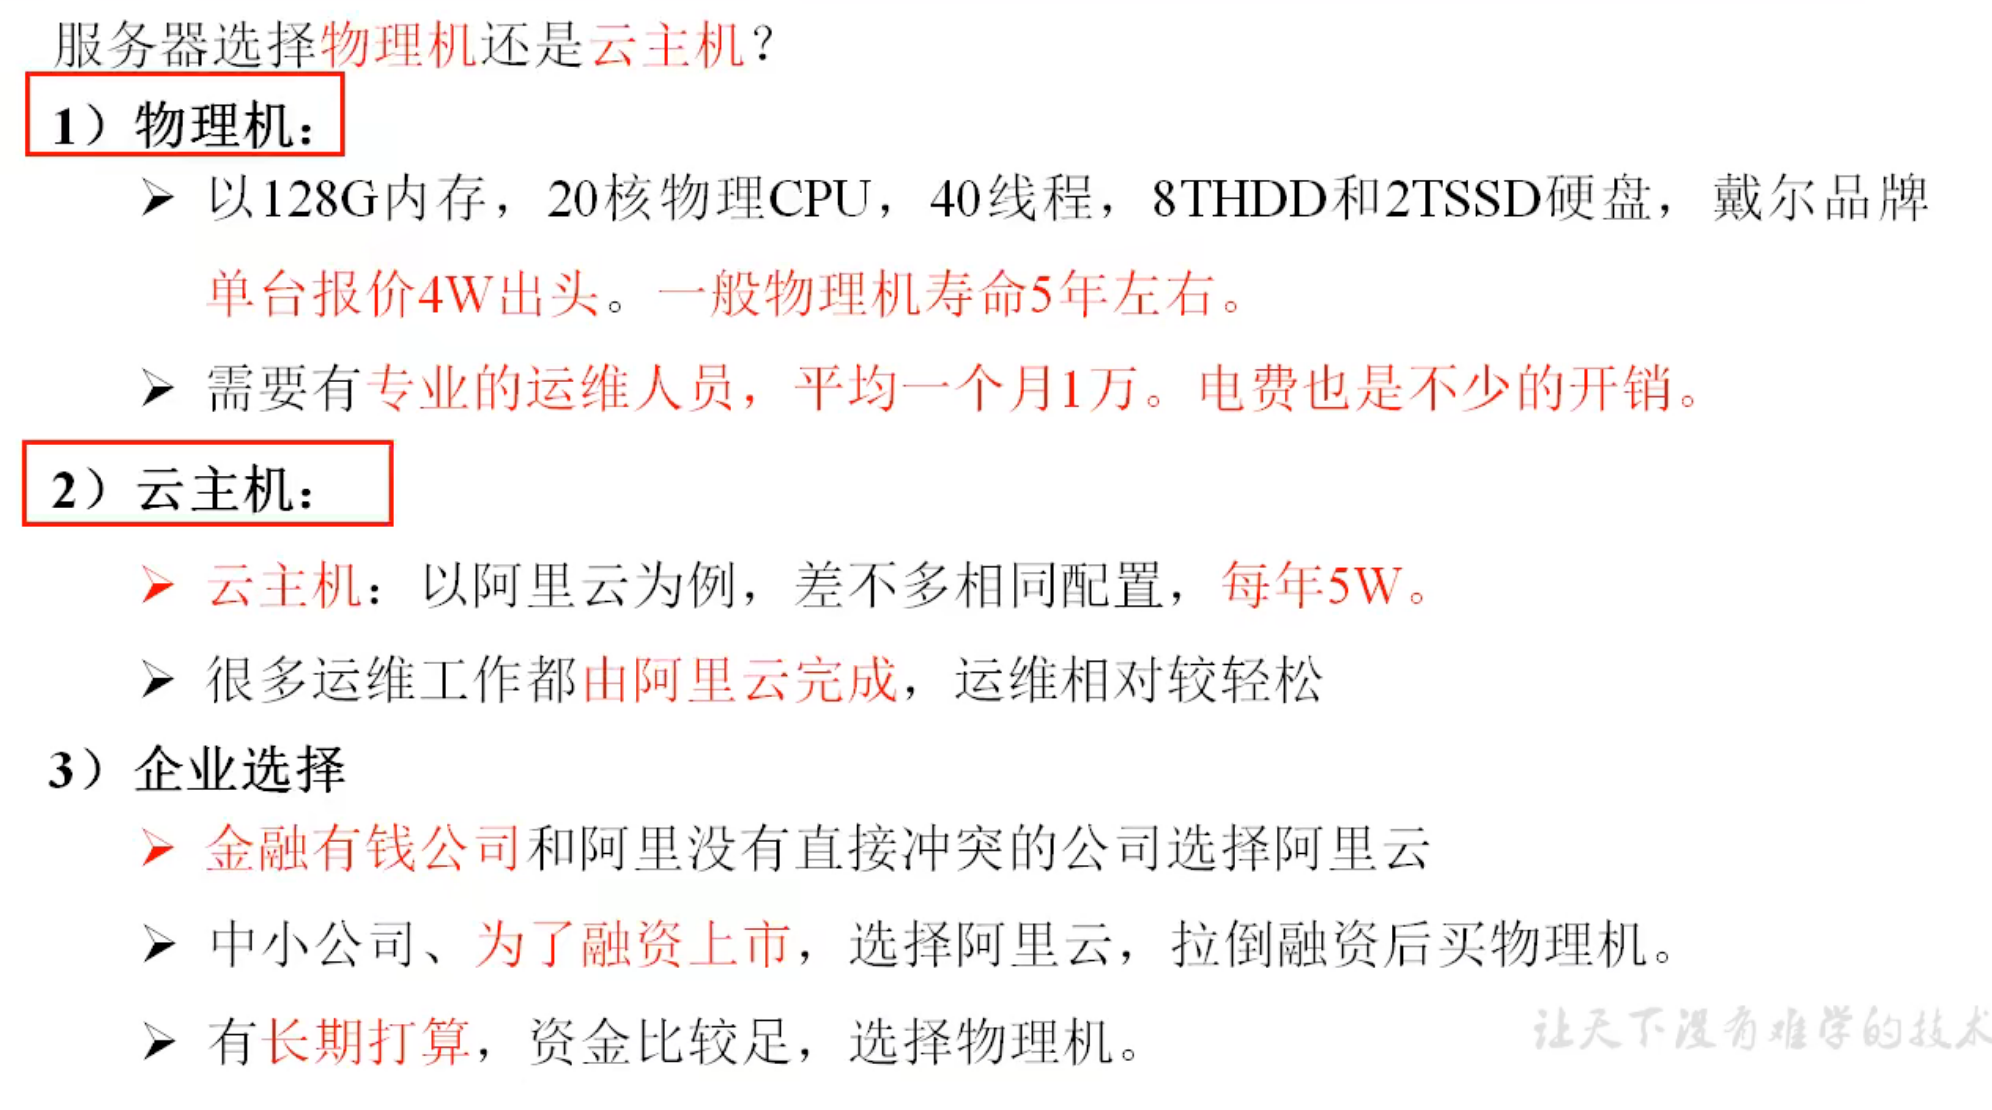 服务器选择物理机还是云主机?
1）物理机：
➢ 以128G内存，20核物理CPU，40线程，8THDD和2TSSD硬盘，戴尔品牌
单台报价4W出头。一般物理机寿命5年左右。
➢ 需要有专业的运维人员，平均一个月1万。电费也是不少的开销。
2）云主机：
➢ 云主机：以阿里云为例，差不多相同配置，每年5W。
➢ 很多运维工作都由阿里云完成，运维相对较轻松
3）企业选择
➢ 金融有钱公司和阿里没有直接冲突的公司选择阿里云
➢ 中小公司、为了融资上市，选择阿里云，拉倒融资后买物理机。
➢ 有长期打算，资金比较足，选择物理机。
让天下没有难学的技术